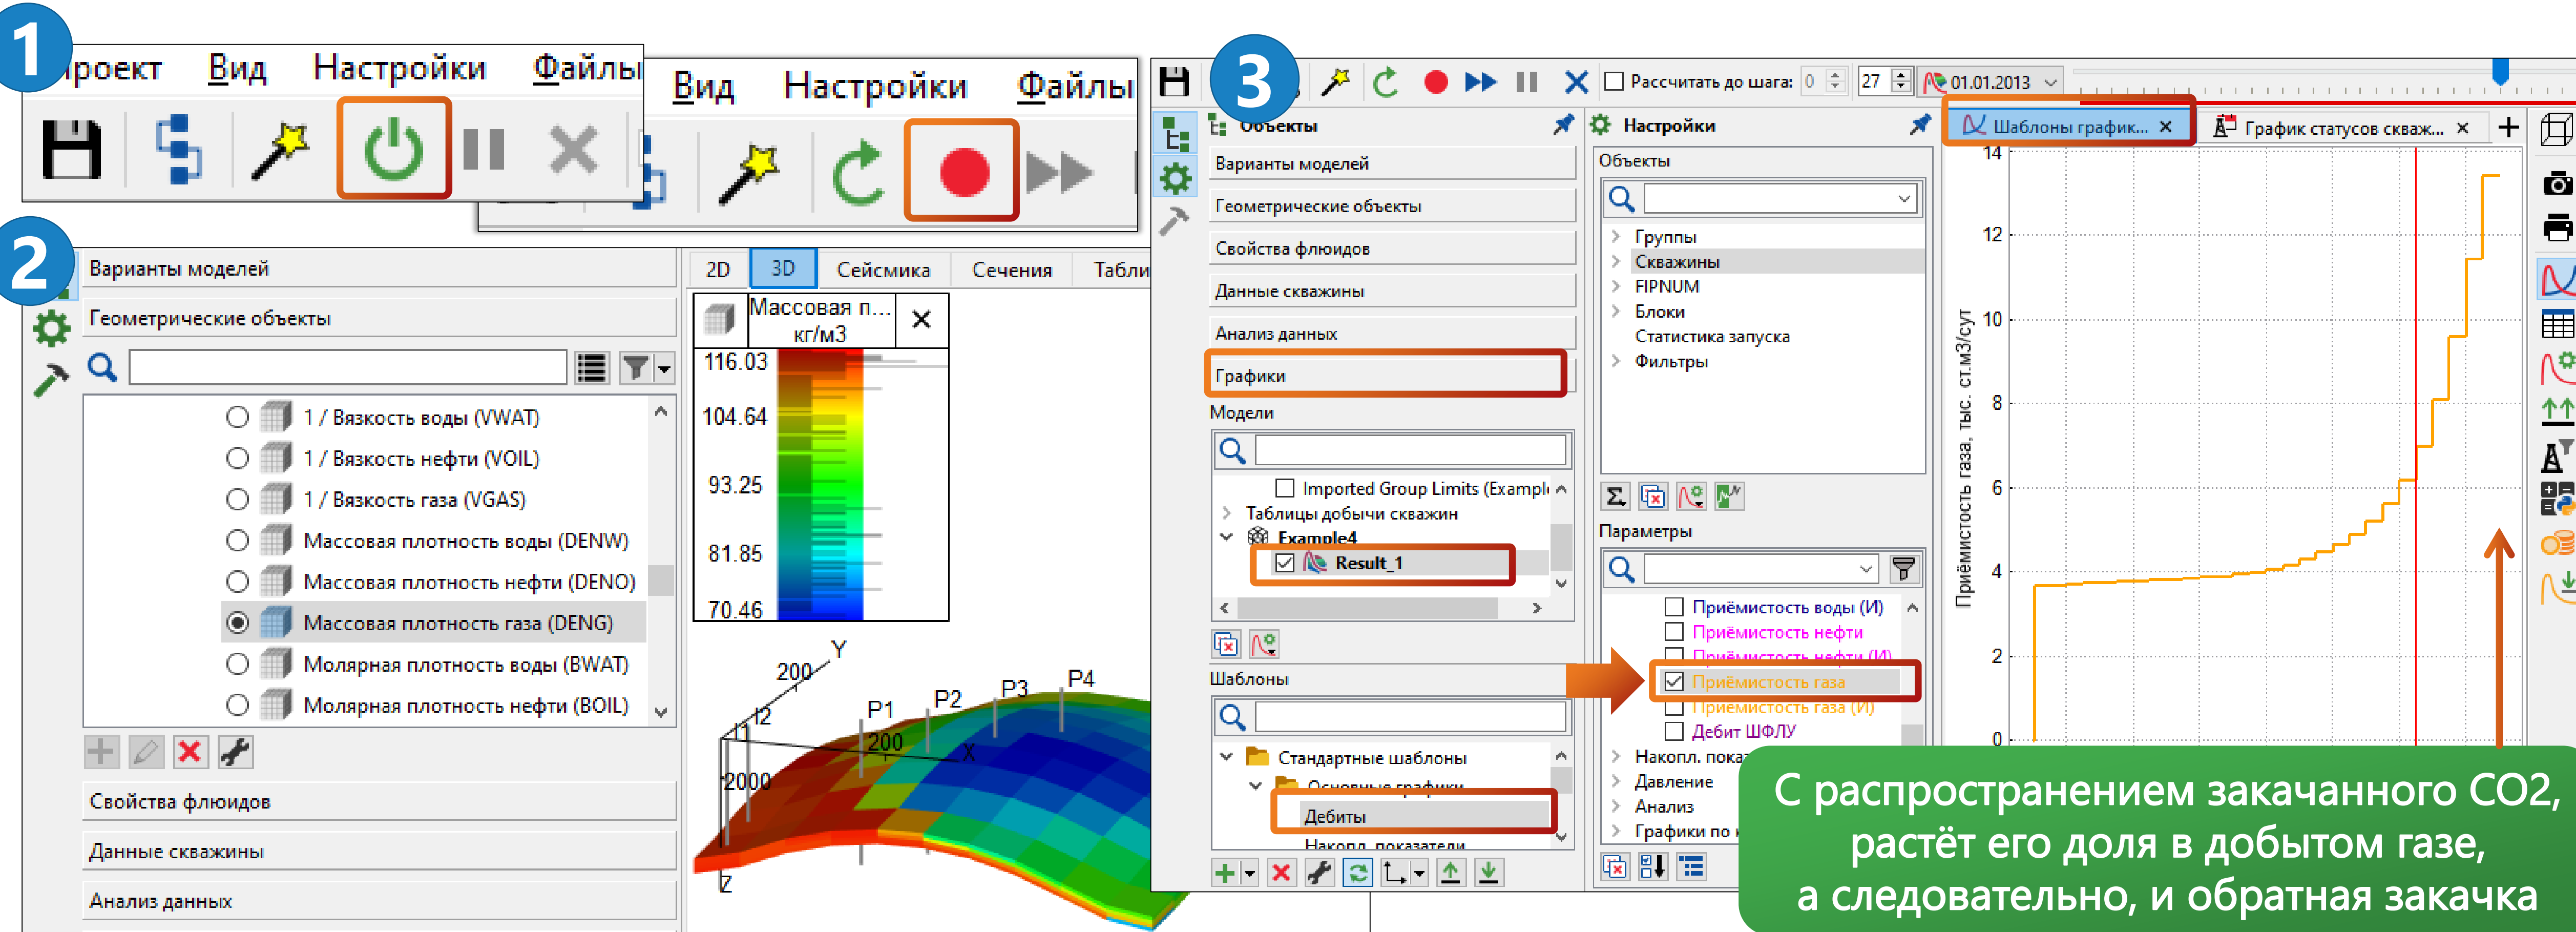 1
проект Вид Настройки Файлы
Вид Настройки Файлы
2
Варианты моделей
Геометрические объекты
1 / Вязкость воды (VWAT)
1 / Вязкость нефти (VOIL)
1 / Вязкость газа (VGAS)
Массовая плотность воды (DENW)
Массовая плотность нефти (DENO)
Массовая плотность газа (DENG)
Молярная плотность воды (BWAT)
Молярная плотность нефти (BOIL)
Свойства флюидов
Данные скважины
Анализ данных
2D 3D Сейсмика Сечения Табли
Массовая п...
кг/м3
116.03
104.64
93.25
81.85
70.46
Y
200
P1 P2 P3 P4
I1 I2
200
X
2000
Z
3
Рассчитать до шага: 0 27 01.01.2013
Объекты
Варианты моделей
Геометрические объекты
Свойства флюидов
Данные скважины
Анализ данных
Графики
Модели
Imported Group Limits (Example
Таблицы добычи скважин
Example4
Result_1
Шаблоны
Стандартные шаблоны
Основные графики
Дебиты
Накопл. показатели
Настройки
Объекты
Группы
Скважины
FIPNUM
Блоки
Статистика запуска
Фильтры
Параметры
Приёмистость воды (И)
Приёмистость нефти
Приёмистость нефти (И)
Приёмистость газа
Приёмистость газа (И)
Дебит ШФЛУ
Накопл. пока
Давление
Анализ
Графики по
Шаблоны график... × График статусов скваж... × +
Приёмистость газа, тыс. ст.м3/сут
14
12
10
8
6
4
2
0
С распространением закачанного СО2,
растёт его доля в добытом газе,
а следовательно, и обратная закачка